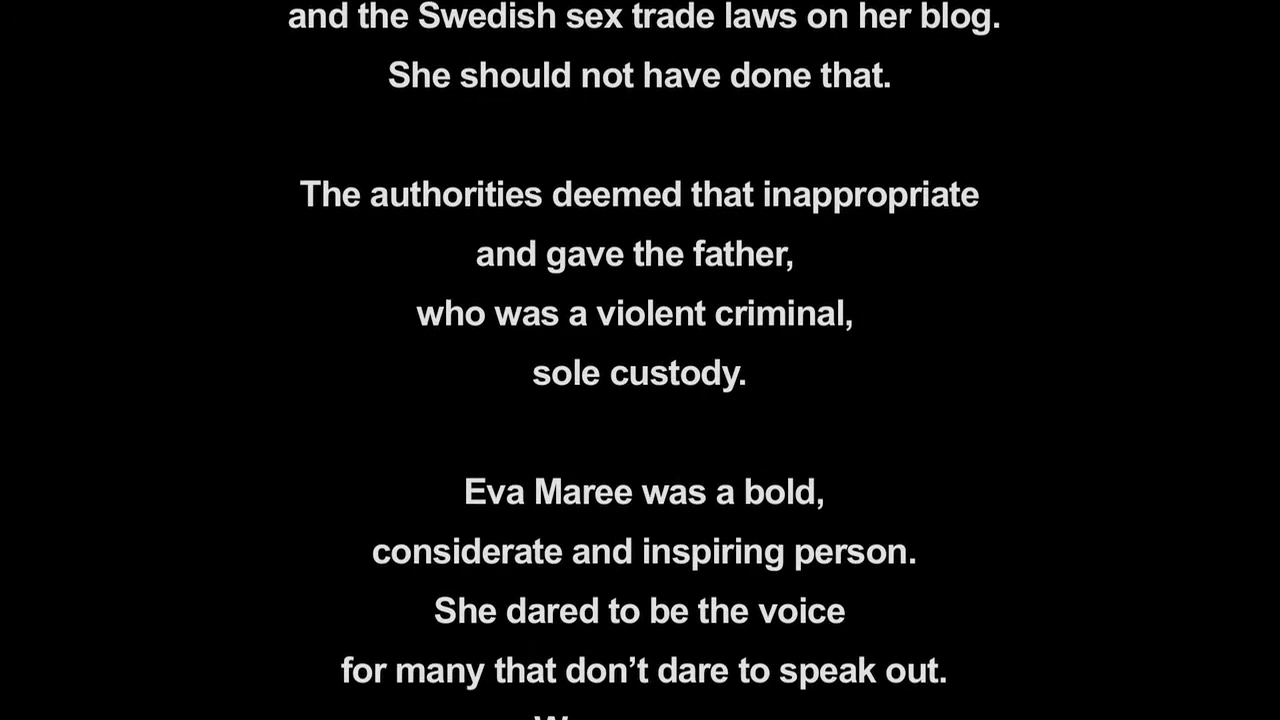 and the Swedish sex trade laws on her blog.
She should not have done that.
The authorities deemed that inappropriate
and gave the father,
who was a violent criminal,
sole custody.
Eva Maree was a bold,
considerate and inspiring person.
She dared to be the voice
for many that don’t dare to speak out.